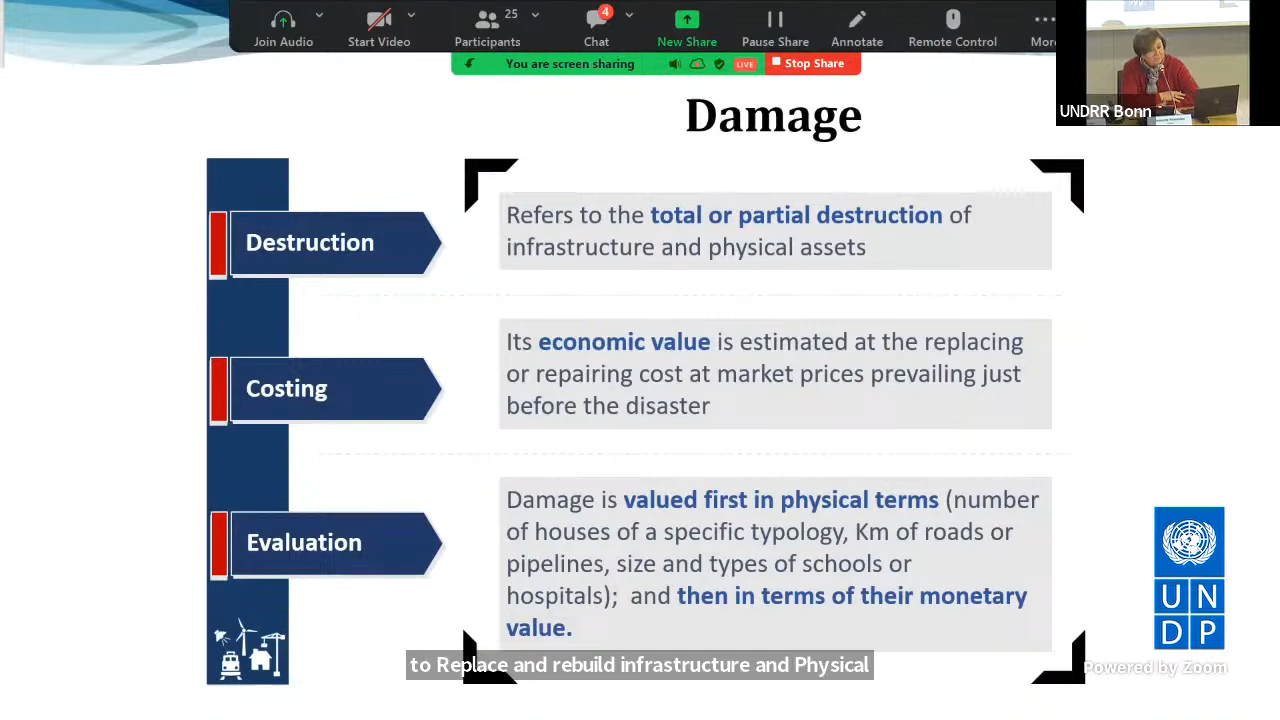 Join Audio
Start Video
25
Participants
4
Chat
New Share
Pause Share
Annotate
Remote Control
More
You are screen sharing
LIVE
Stop Share
UNDRR Bonn
Damage
Destruction
Refers to the total or partial destruction of
infrastructure and physical assets
Costing
Its economic value is estimated at the replacing
or repairing cost at market prices prevailing just
before the disaster
Evaluation
Damage is valued first in physical terms (number
of houses of a specific typology, Km of roads or
pipelines, size and types of schools or
hospitals); and then in terms of their monetary
value.
U N
D P
to Replace and rebuild infrastructure and Physical
Powered by Zoom